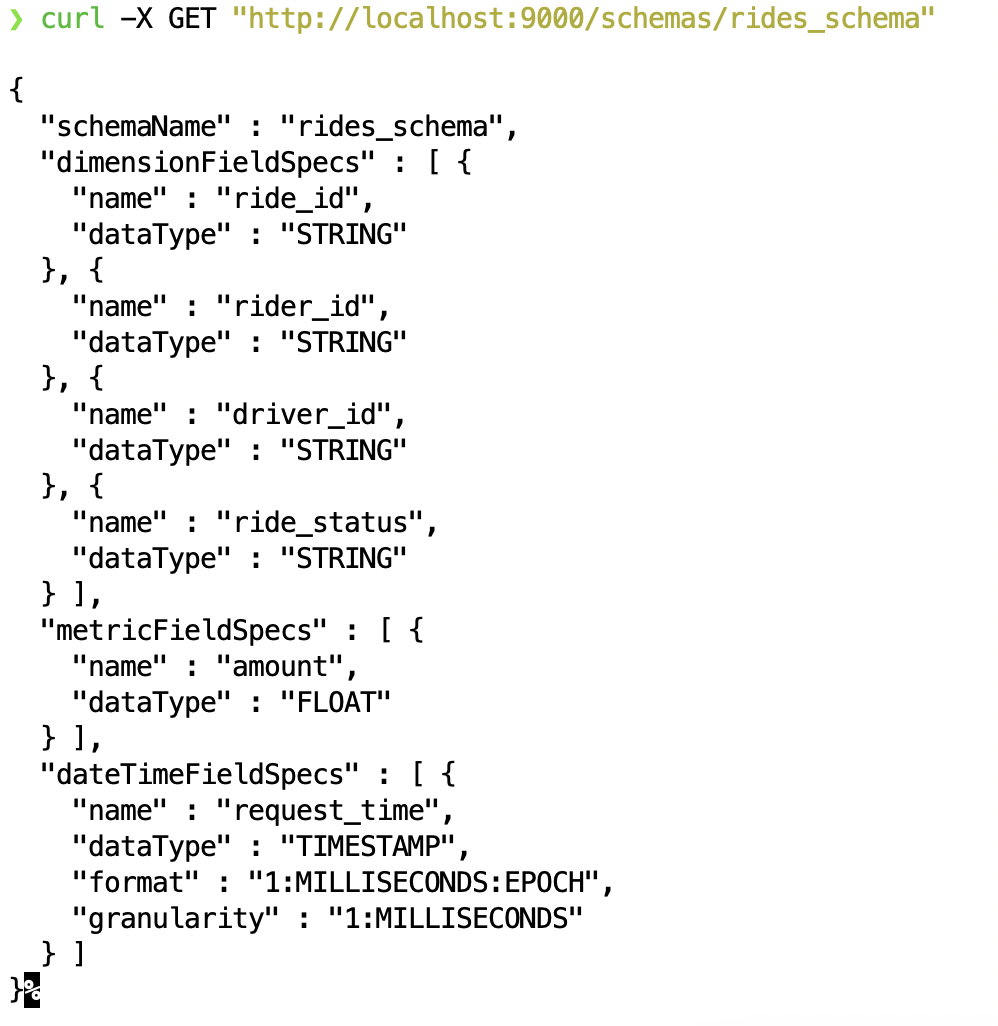 ❯ curl -X GET "http://localhost:9000/schemas/rides_schema"
{
  "schemaName" : "rides_schema",
  "dimensionFieldSpecs" : [ {
    "name" : "ride_id",
    "dataType" : "STRING"
  }, {
    "name" : "rider_id",
    "dataType" : "STRING"
  }, {
    "name" : "driver_id",
    "dataType" : "STRING"
  }, {
    "name" : "ride_status",
    "dataType" : "STRING"
  } ],
  "metricFieldSpecs" : [ {
    "name" : "amount",
    "dataType" : "FLOAT"
  } ],
  "dateTimeFieldSpecs" : [ {
    "name" : "request_time",
    "dataType" : "TIMESTAMP",
    "format" : "1:MILLISECONDS:EPOCH",
    "granularity" : "1:MILLISECONDS"
  } ]
}%